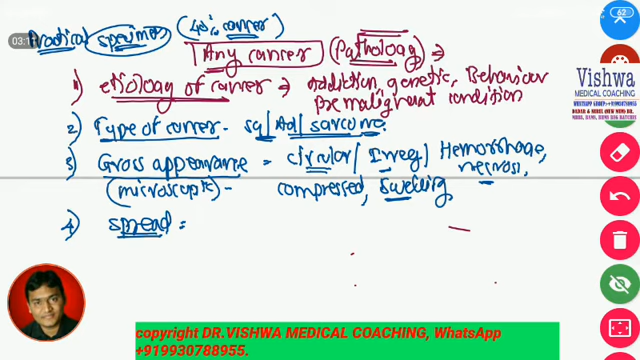 03:1
62
Practical specimen (40% cancer)
Any cancer (Pathology) ⇒
1) etiology of cancer ⇒ Addiction, genetic, Behaviour
Premalignant condition
2) Type of cancer - sq/Ad/sarcoma.
3) Gross appearance = circular/Irreg/Hemorrhage,
necrosis,
(microscopic) - compressed, swelling
4) spread =
Vishwa
MEDICAL COACHING
copyright DR.VISHWA MEDICAL COACHING, WhatsApp
+919930788955.